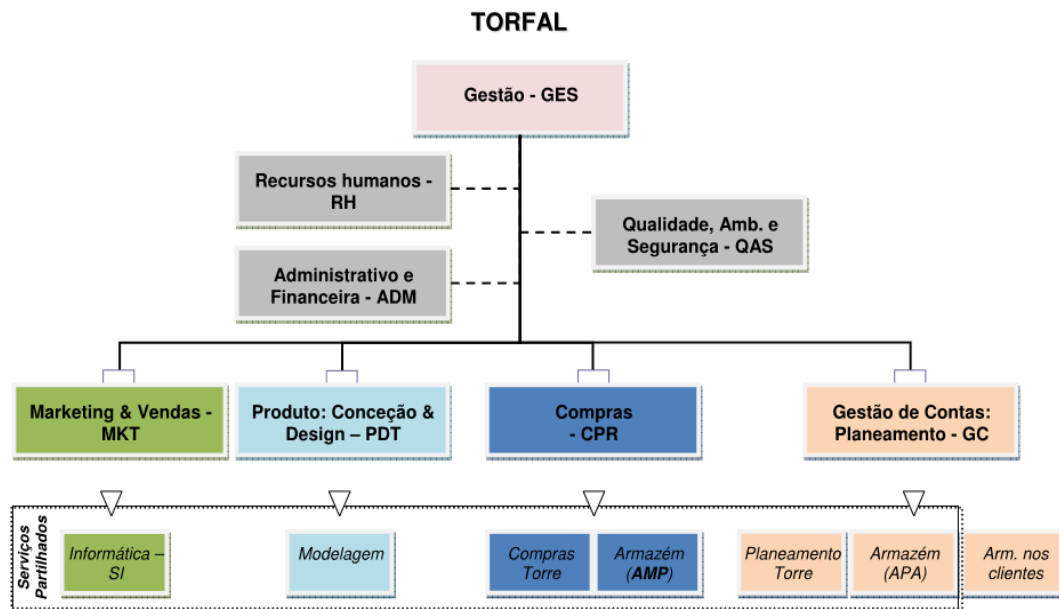 TORFAL
Gestão - GES
Recursos humanos -
RH
Qualidade, Amb. e
Segurança - QAS
Administrativo e
Financeira - ADM
Marketing & Vendas -
MKT
Produto: Conceção &
Design – PDT
Compras
- CPR
Gestão de Contas:
Planeamento - GC
Serviços
Partilhados
Informática –
SI
Modelagem
Compras
Torre
Armazém
(AMP)
Planeamento
Torre
Armazém
(APA)
Arm. nos
clientes